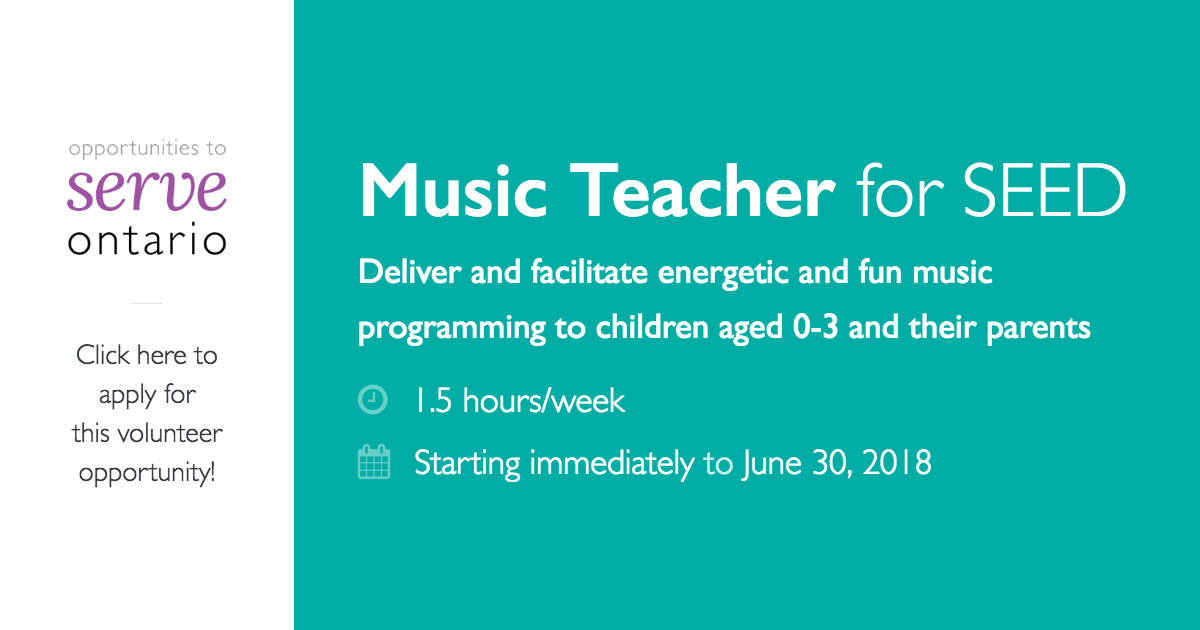 opportunities to
serve
ontario
Click here to
apply for
this volunteer
opportunity!
Music Teacher for SEED
Deliver and facilitate energetic and fun music
programming to children aged 0-3 and their parents
1.5 hours/week
Starting immediately to June 30, 2018